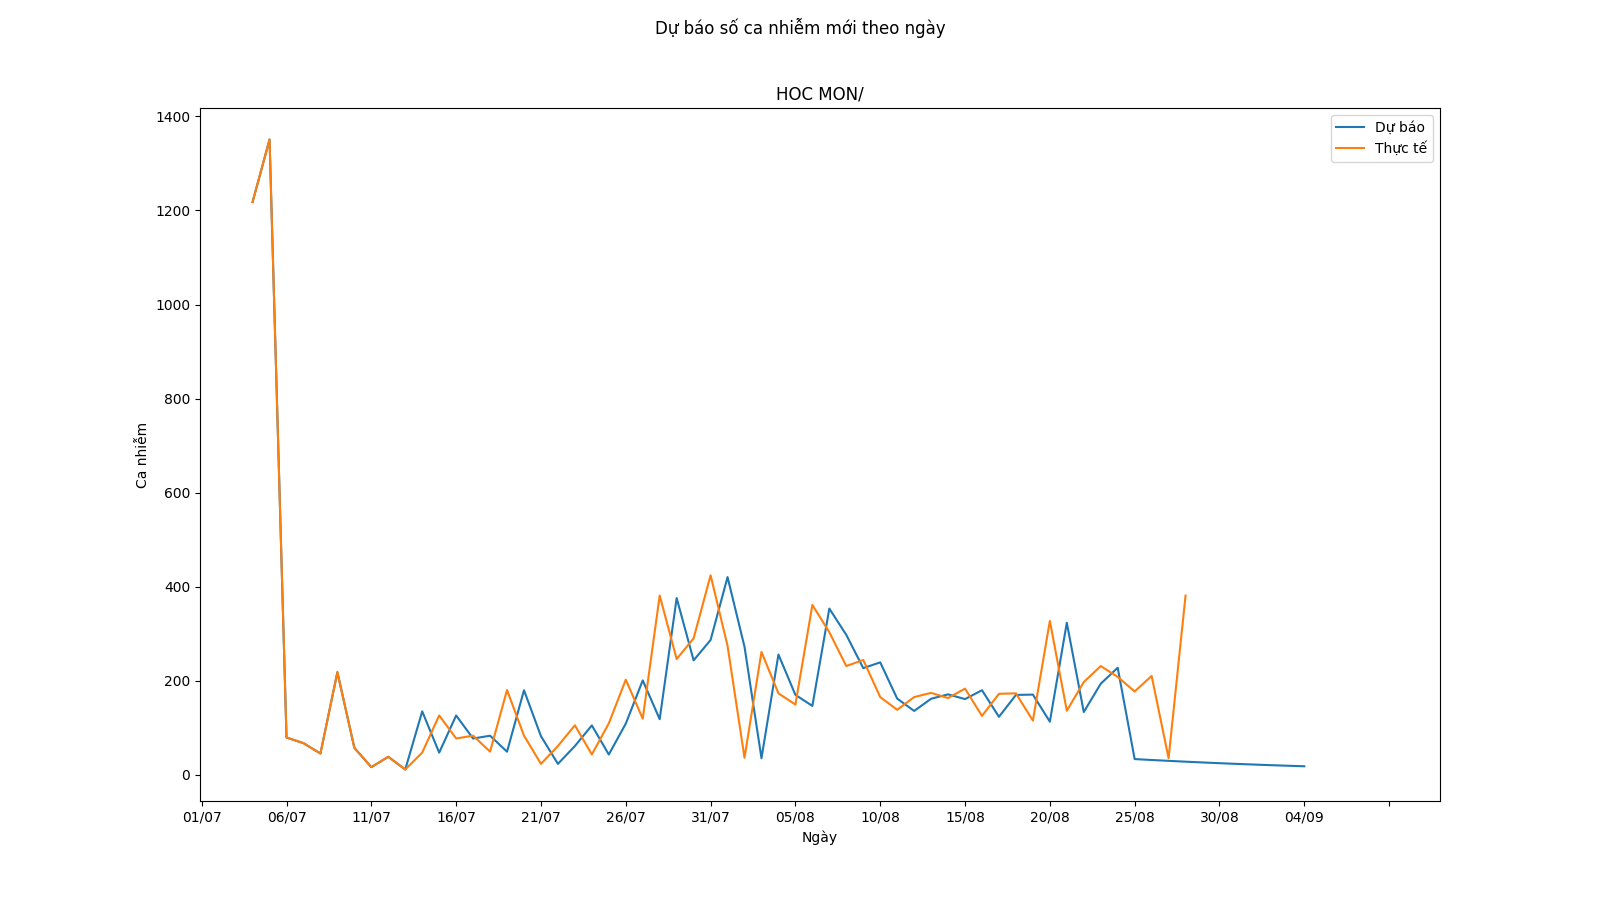 Dự báo số ca nhiễm mới theo ngày
HOC MON/
Dự báo
Thực tế
1400
1200
1000
800
600
400
200
0
Ca nhiễm
01/07 06/07 11/07 16/07 21/07 26/07 31/07 05/08 10/08 15/08 20/08 25/08 30/08 04/09
Ngày